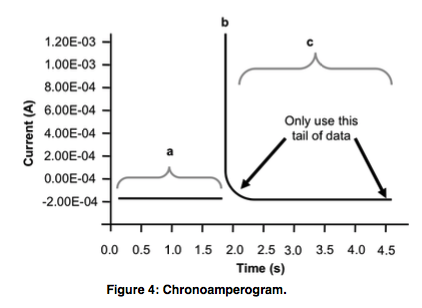 b
c
a
Current (A)
1.20E-03
1.00E-03
8.00E-04
6.00E-04
4.00E-04
2.00E-04
0.00E-04
-2.00E-04
Only use this
tail of data
0.0 0.5 1.0 1.5 2.0 2.5 3.0 3.5 4.0 4.5
Time (s)
Figure 4: Chronoamperogram.